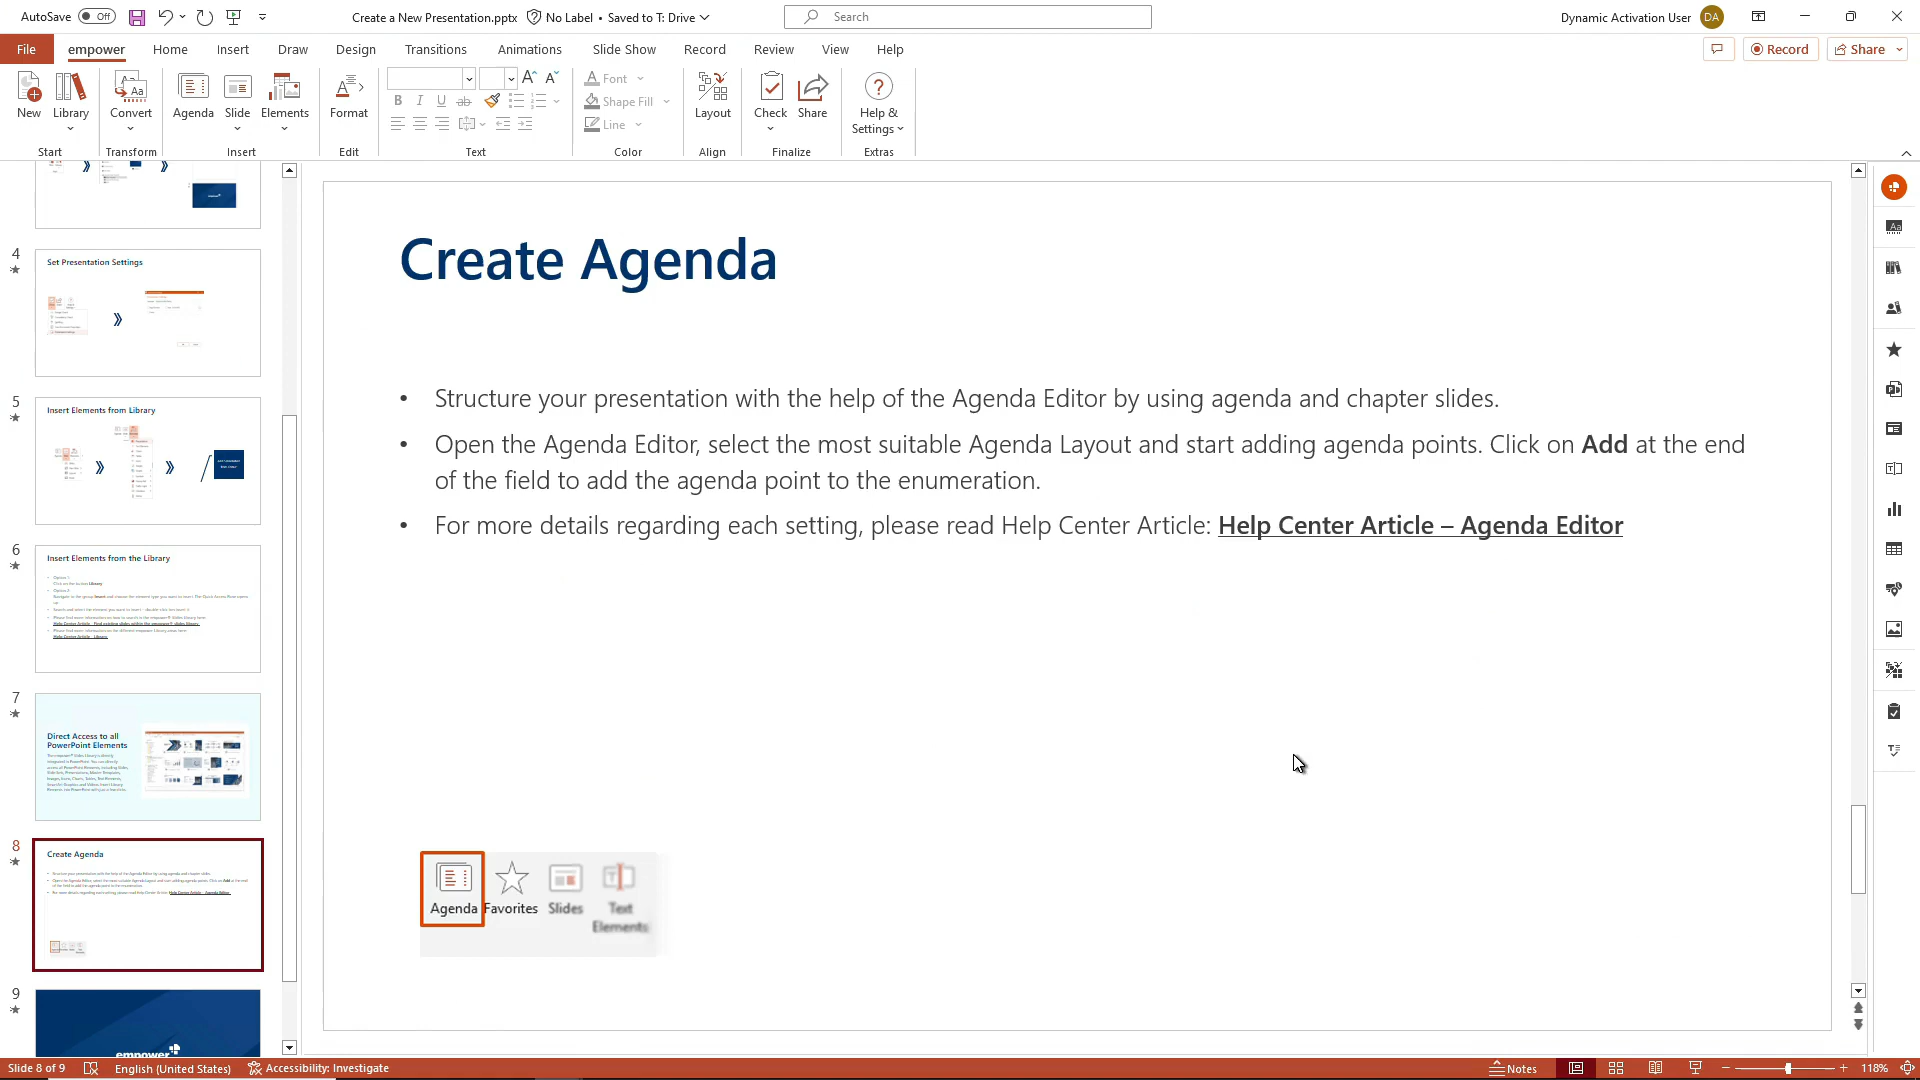 AutoSave Off Create a New Presentation.pptx No Label • Saved to T: Drive Search Dynamic Activation User DA
File empower Home Insert Draw Design Transitions Animations Slide Show Record Review View Help Record Share
New Library Convert Agenda Slide Elements Format Font Layout Check Share Help &
Settings
B I U ab Shape Fill
Line
Start Transform Insert Edit Text Color Align Finalize Extras
4
Set Presentation Settings
5
Insert Elements from Library
6
Insert Elements from the Library
7
Direct Access to all
PowerPoint Elements
8
Create Agenda
9
empower
Create Agenda
• Structure your presentation with the help of the Agenda Editor by using agenda and chapter slides.
• Open the Agenda Editor, select the most suitable Agenda Layout and start adding agenda points. Click on Add at the end
of the field to add the agenda point to the enumeration.
• For more details regarding each setting, please read Help Center Article: Help Center Article – Agenda Editor
Agenda Favorites Slides Text
Elements
Slide 8 of 9 English (United States) Accessibility: Investigate Notes 118%